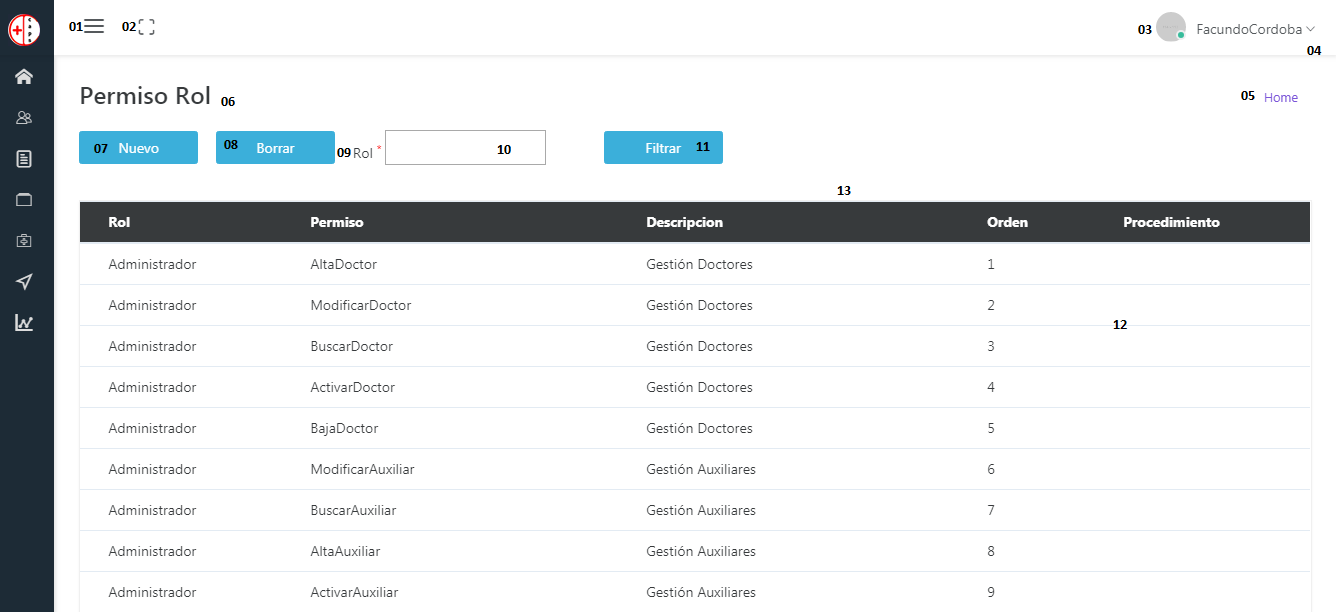 01 02 03 FacundoCordoba
04
Permiso Rol 06 05 Home
07 Nuevo 08 Borrar 09 Rol * 10 Filtrar 11
13
Rol Permiso Descripcion Orden Procedimiento
Administrador AltaDoctor Gestión Doctores 1
Administrador ModificarDoctor Gestión Doctores 2
12
Administrador BuscarDoctor Gestión Doctores 3
Administrador ActivarDoctor Gestión Doctores 4
Administrador BajaDoctor Gestión Doctores 5
Administrador ModificarAuxiliar Gestión Auxiliares 6
Administrador BuscarAuxiliar Gestión Auxiliares 7
Administrador AltaAuxiliar Gestión Auxiliares 8
Administrador ActivarAuxiliar Gestión Auxiliares 9